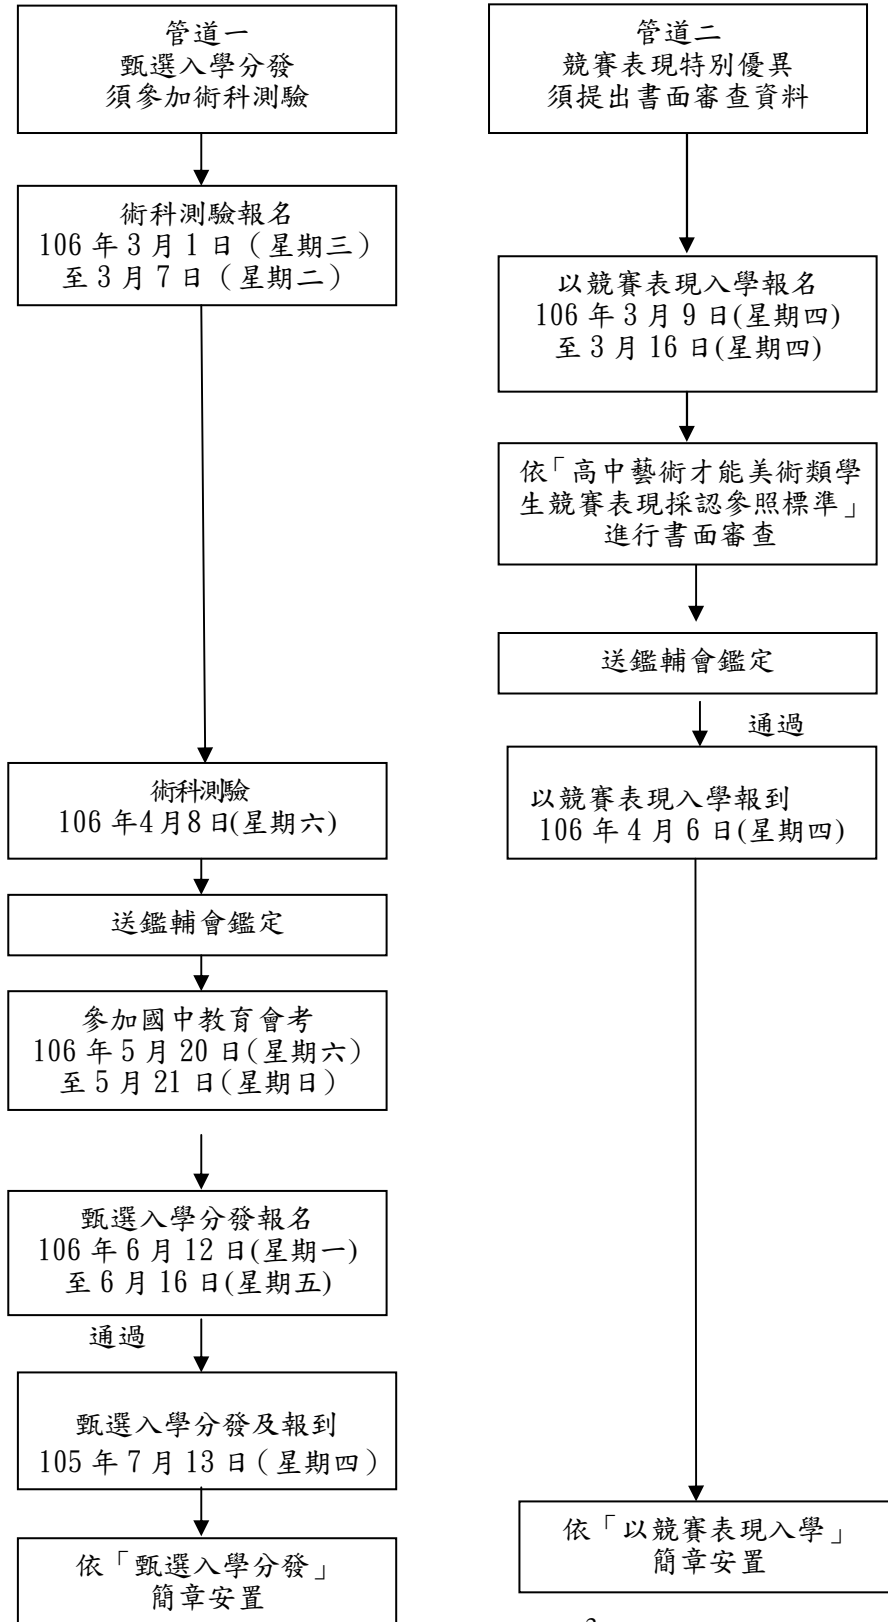 管道一
甄選入學分發
須參加術科測驗
術科測驗報名
106 年 3 月 1 日（星期三）
至 3 月 7 日（星期二）
術科測驗
106 年4月8日(星期六)
送鑑輔會鑑定
參加國中教育會考
106 年 5 月 20 日(星期六)
至 5 月 21 日(星期日)
甄選入學分發報名
106 年 6 月 12 日(星期一)
至 6 月 16 日(星期五)
通過
甄選入學分發及報到
105 年 7 月 13 日（星期四）
依「甄選入學分發」
簡章安置
管道二
競賽表現特別優異
須提出書面審查資料
以競賽表現入學報名
106 年 3 月 9 日(星期四)
至 3 月 16 日(星期四)
依「高中藝術才能美術類學
生競賽表現採認參照標準」
進行書面審查
送鑑輔會鑑定
通過
以競賽表現入學報到
106 年 4 月 6 日(星期四)
依「以競賽表現入學」
簡章安置